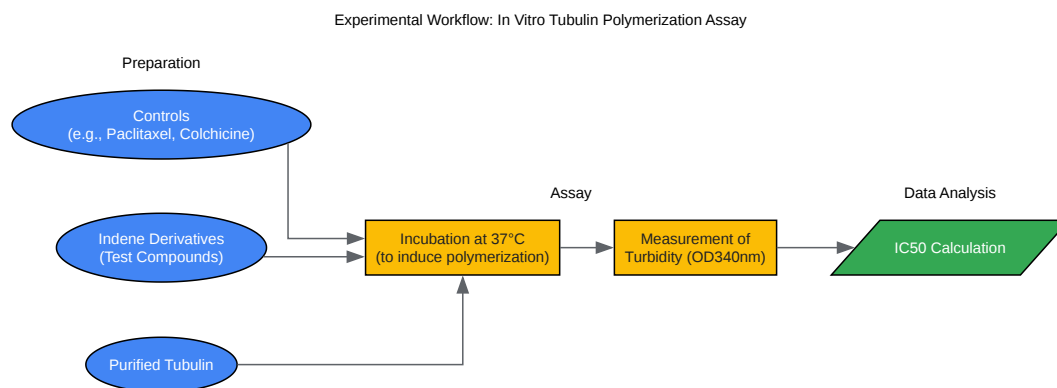 Experimental Workflow: In Vitro Tubulin Polymerization Assay
Preparation
Controls
(e.g., Paclitaxel, Colchicine)
Indene Derivatives
(Test Compounds)
Purified Tubulin
Assay
Incubation at 37°C
(to induce polymerization)
Measurement of
Turbidity (OD340nm)
Data Analysis
IC50 Calculation